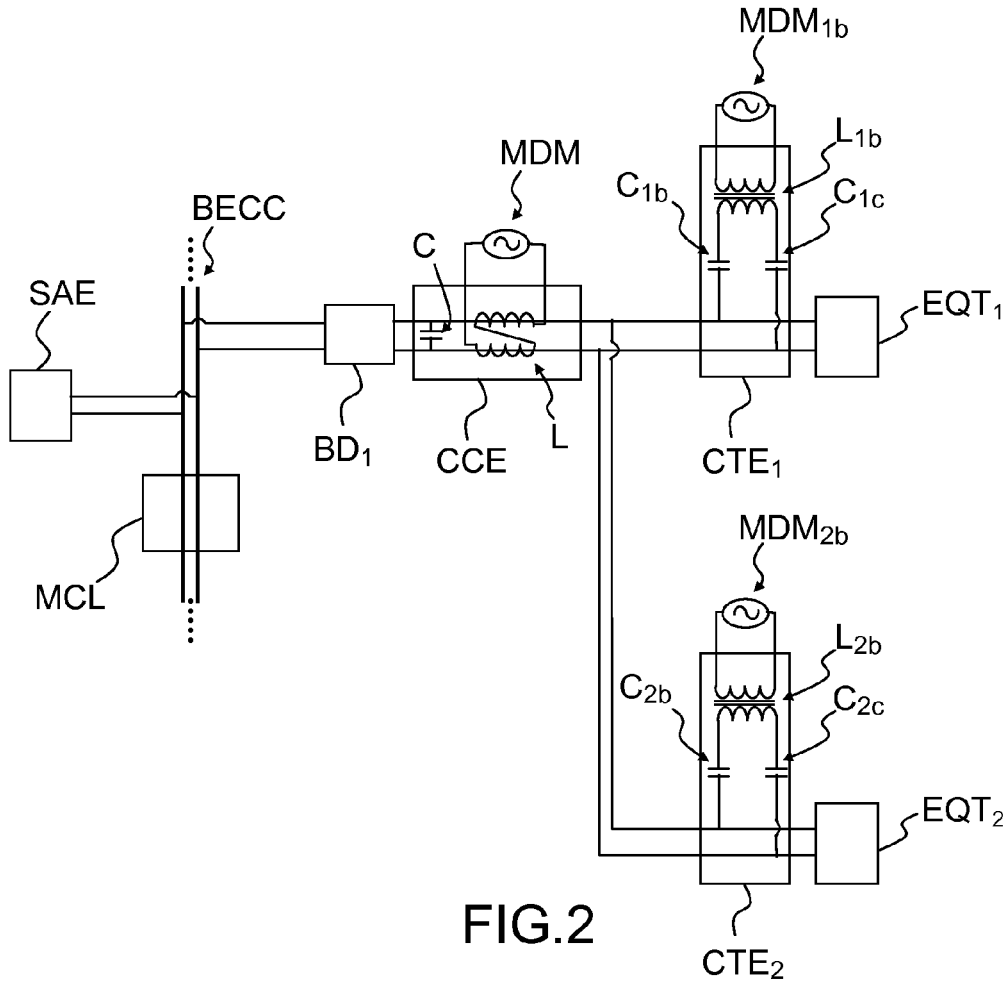 MDM1b
MDM
L1b
C1b
C1c
BECC
C
SAE
EQT1
BD1
CCE
L
CTE1
MCL
MDM2b
L2b
C2b
C2c
EQT2
FIG.2
CTE2